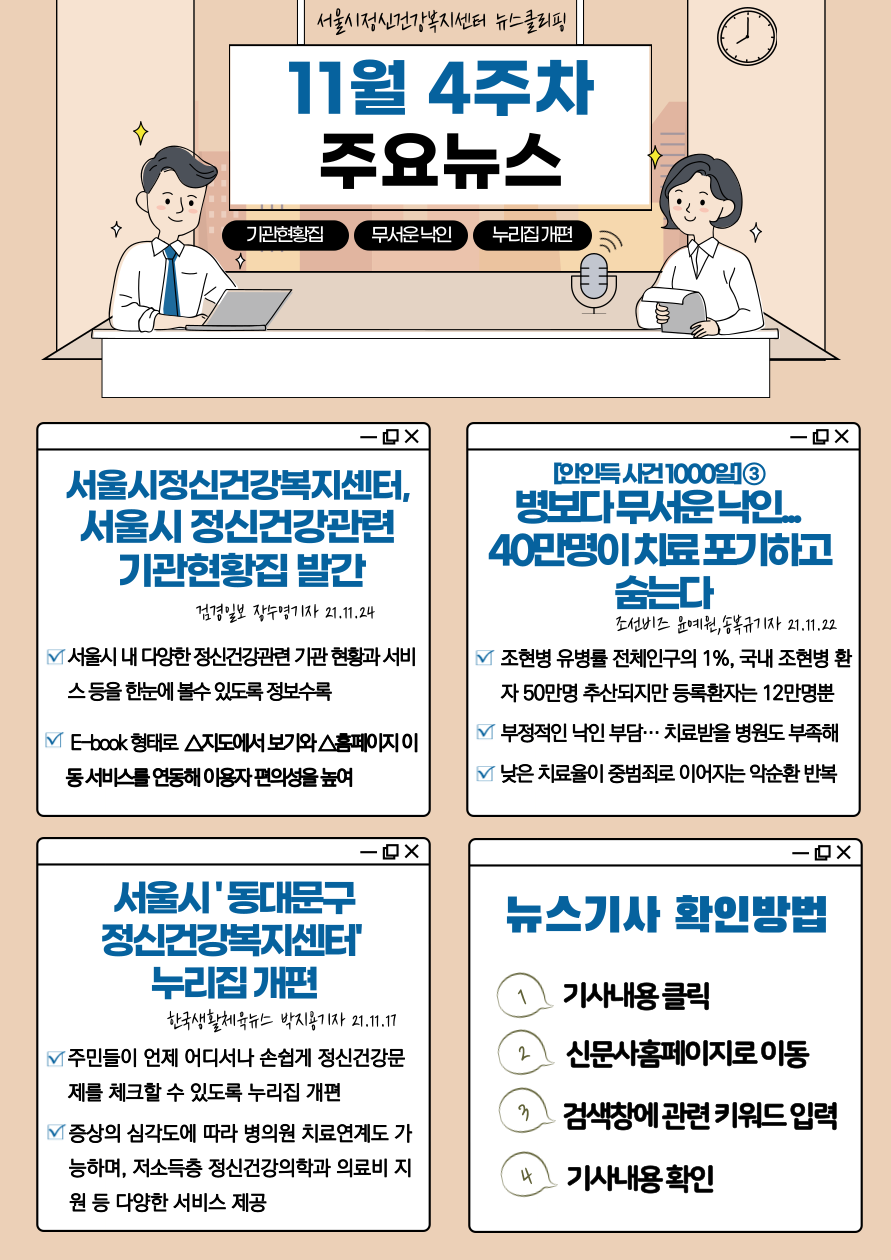 서울시정신건강복지센터 뉴스클리핑
11월 4주차
주요뉴스
기관현황집 무서운 낙인 누리집 개편
서울시정신건강복지센터,
서울시 정신건강관련
기관현황집 발간
검경일보 장수영기자 21.11.24
서울시 내 다양한 정신건강관련 기관 현황과 서비
스 등을 한눈에 볼수 있도록 정보수록
E-book 형태로 △지도에서 보기와 △홈페이지 이
동 서비스를 연동해 이용자 편의성을 높여
[안인득 사건 1000일]③
병보다 무서운 낙인...
40만명이 치료 포기하고
숨는다
조선비즈 윤예원,송복규기자 21.11.22
조현병 유병률 전체인구의 1%, 국내 조현병 환
자 50만명 추산되지만 등록환자는 12만명뿐
부정적인 낙인 부담… 치료받을 병원도 부족해
낮은 치료율이 중범죄로 이어지는 악순환 반복
서울시 ' 동대문구
정신건강복지센터'
누리집 개편
한국생활체육뉴스 박지용기자 21.11.17
주민들이 언제 어디서나 손쉽게 정신건강문
제를 체크할 수 있도록 누리집 개편
증상의 심각도에 따라 병의원 치료연계도 가
능하며, 저소득층 정신건강의학과 의료비 지
원 등 다양한 서비스 제공
뉴스기사 확인방법
1 기사내용 클릭
2 신문사홈페이지로 이동
3 검색창에 관련 키워드 입력
4 기사내용 확인